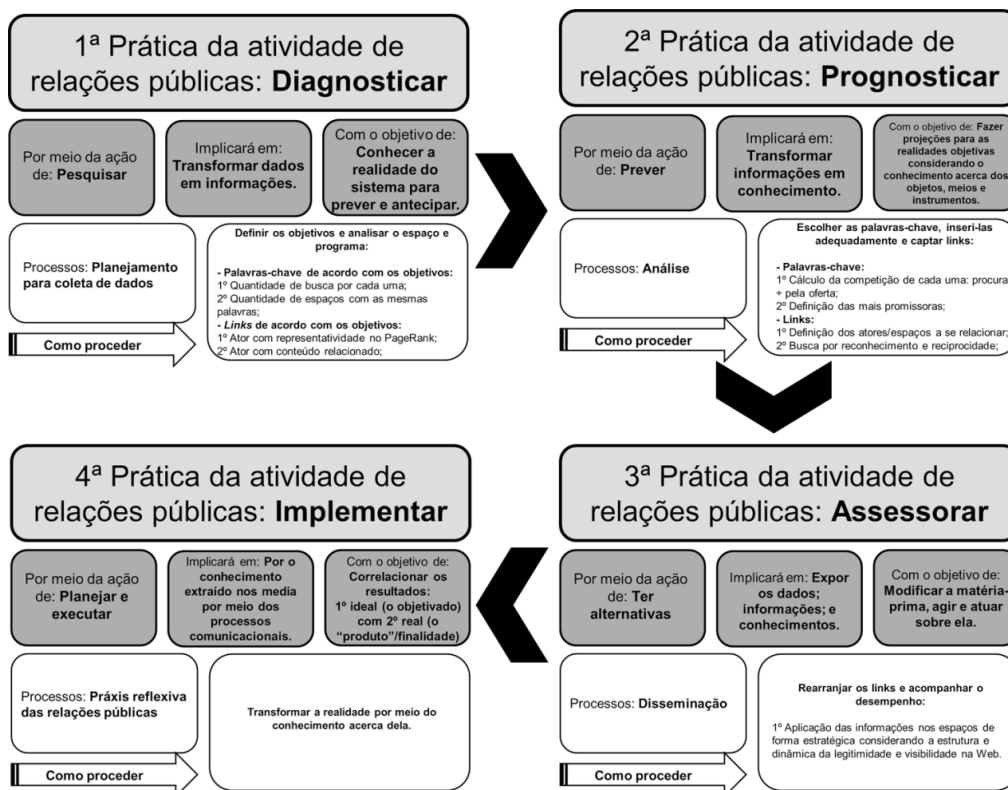 1ª Prática da atividade de
relações públicas: Diagnosticar
Por meio da ação
de: Pesquisar
Implicará em:
Transformar dados
em informações.
Com o objetivo de:
Conhecer a
realidade do
sistema para
prever e antecipar.
Processos: Planejamento
para coleta de dados
Como proceder
Definir os objetivos e analisar o espaço e
programa:
- Palavras-chave de acordo com os objetivos:
1º Quantidade de busca por cada uma;
2º Quantidade de espaços com as mesmas
palavras;
- Links de acordo com os objetivos:
1º Ator com representatividade no PageRank;
2º Ator com conteúdo relacionado;
2ª Prática da atividade de
relações públicas: Prognosticar
Por meio da ação
de: Prever
Implicará em:
Transformar
informações em
conhecimento.
Com o objetivo de: Fazer
projeções para as
realidades objetivas
considerando o
conhecimento acerca dos
objetos, meios e
instrumentos.
Processos: Análise
Como proceder
Escolher as palavras-chave, inseri-las
adequadamente e captar links:
- Palavras-chave:
1º Cálculo da competição de cada uma: procura
÷ pela oferta;
2º Definição das mais promissoras;
- Links:
1º Definição dos atores/espaços a se relacionar;
2º Busca por reconhecimento e reciprocidade;
3ª Prática da atividade de
relações públicas: Assessorar
Por meio da ação
de: Ter
alternativas
Implicará em: Expor
os dados;
informações; e
conhecimentos.
Com o objetivo de:
Modificar a matéria-
prima, agir e atuar
sobre ela.
Processos: Disseminação
Como proceder
Rearranjar os links e acompanhar o
desempenho:
1º Aplicação das informações nos espaços de
forma estratégica considerando a estrutura e
dinâmica da legitimidade e visibilidade na Web.
4ª Prática da atividade de
relações públicas: Implementar
Por meio da ação
de: Planejar e
executar
Implicará em: Por o
conhecimento
extraído nos media
por meio dos
processos
comunicacionais.
Com o objetivo de:
Correlacionar os
resultados:
1º ideal (o objetivado)
com 2º real (o
“produto”/finalidade)
Processos: Práxis reflexiva
das relações públicas
Como proceder
Transformar a realidade por meio do
conhecimento acerca dela.